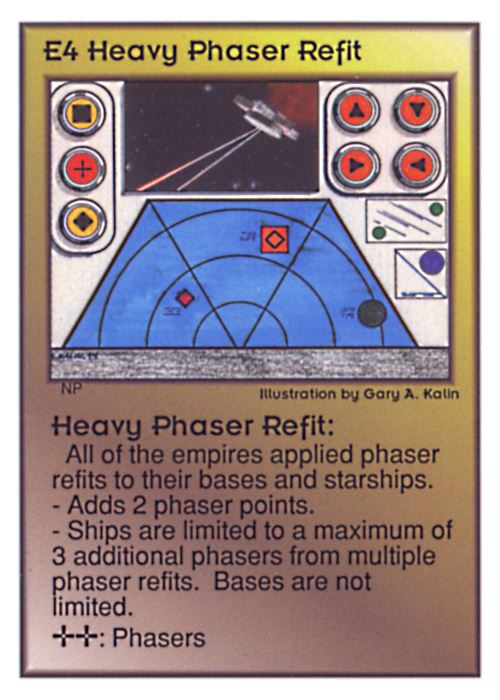 E4 Heavy Phaser Refit
NP
Illustration by Gary A. Kalin
Heavy Phaser Refit:
All of the empires applied phaser
refits to their bases and starships.
- Adds 2 phaser points.
- Ships are limited to a maximum of
3 additional phasers from multiple
phaser refits. Bases are not
limited.
✛✛: Phasers